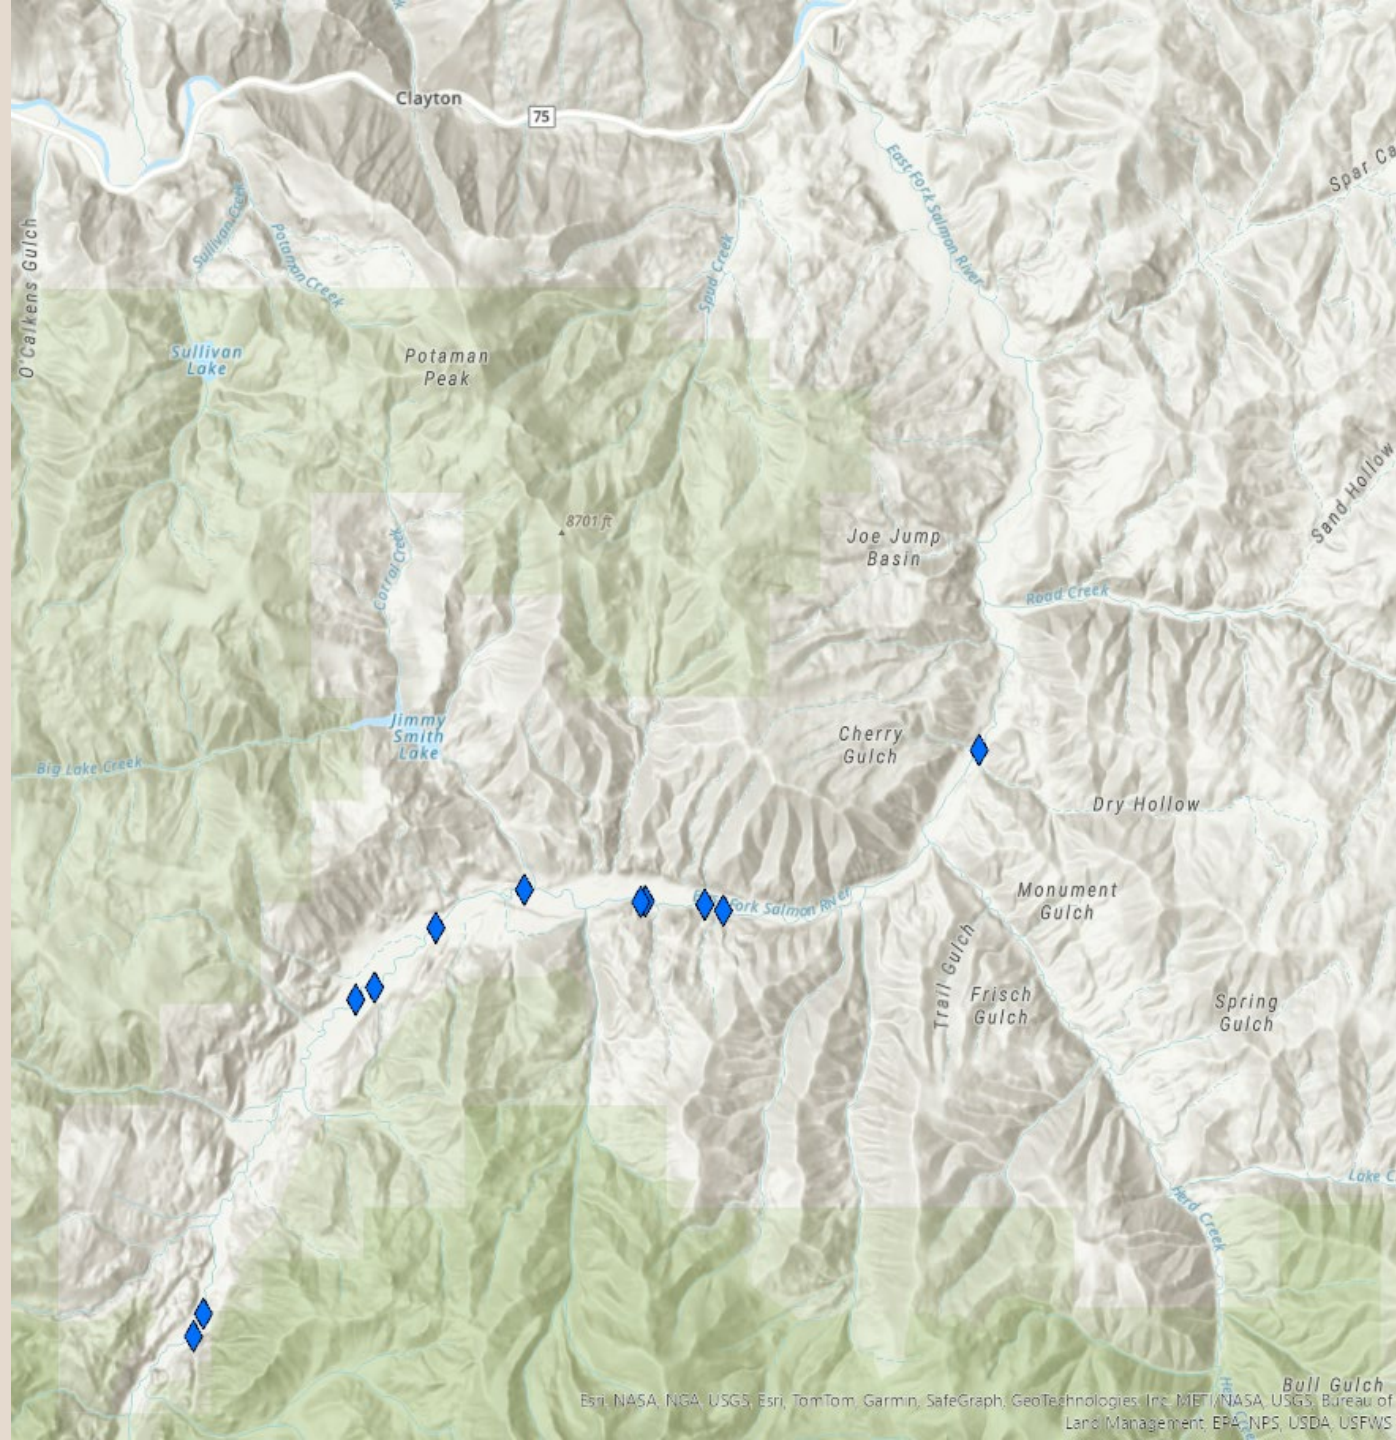 Clayton
75
East Fork Salmon River
Spar Ca
O'Calkens Gulch
Sullivan Creek
Potaman Creek
Spud Creek
Sullivan
Lake
Potaman
Peak
8701 ft
Joe Jump
Basin
Sand Hollow
Corral Creek
Road Creek
Jimmy
Smith
Lake
Big Lake Creek
Cherry
Gulch
Dry Hollow
Monument
Gulch
Fork Salmon River
Trail Gulch
Frisch
Gulch
Spring
Gulch
Lake C
Herd Creek
Bull Gulch
Esri, NASA, NGA, USGS, Esri, TomTom, Garmin, SafeGraph, GeoTechnologies, Inc, METI/NASA, USGS, Bureau of
Land Management, EPA, NPS, USDA, USFWS